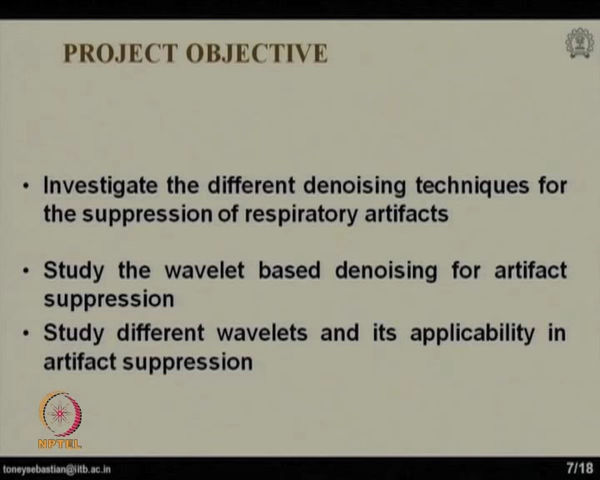 PROJECT OBJECTIVE
• Investigate the different denoising techniques for
the suppression of respiratory artifacts
• Study the wavelet based denoising for artifact
suppression
• Study different wavelets and its applicability in
artifact suppression
NPTEL
toneysebastian@iitb.ac.in
7/18